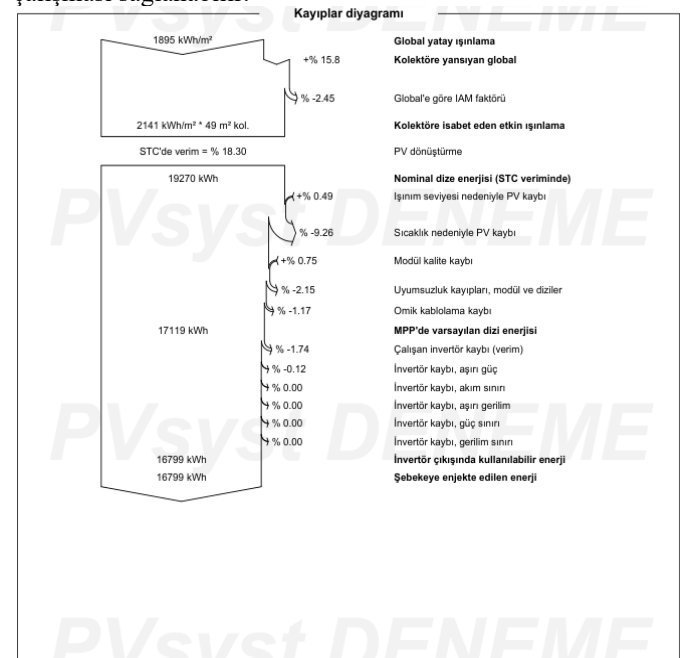 Kayıplar diyagramı
1895 kWh/m² Global yatay ışınlama
+% 15.8 Kolektöre yansıyan global
% -2.45 Global'e göre IAM faktörü
2141 kWh/m² * 49 m² kol. Kolektöre isabet eden etkin ışınlama
STC'de verim = % 18.30 PV dönüştürme
19270 kWh Nominal dize enerjisi (STC veriminde)
+% 0.49 Işınım seviyesi nedeniyle PV kaybı
PVsyst DENEME
% -9.26 Sıcaklık nedeniyle PV kaybı
+% 0.75 Modül kalite kaybı
% -2.15 Uyumsuzluk kayıpları, modül ve diziler
% -1.17 Omik kablolama kaybı
17119 kWh MPP'de varsayılan dizi enerjisi
% -1.74 Çalışan invertör kaybı (verim)
% -0.12 İnvertör kaybı, aşırı güç
% 0.00 İnvertör kaybı, akım sınırı
% 0.00 İnvertör kaybı, aşırı gerilim
% 0.00 İnvertör kaybı, güç sınırı
PVsyst DENEME
% 0.00 İnvertör kaybı, gerilim sınırı
16799 kWh İnvertör çıkışında kullanılabilir enerji
16799 kWh Şebekeye enjekte edilen enerji
PVsyst DENEME